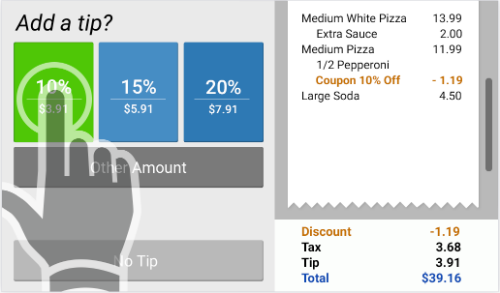 Add a tip?
10%
$3.91
15%
$5.91
20%
$7.91
Other Amount
No Tip
Medium White Pizza 13.99
Extra Sauce 2.00
Medium Pizza 11.99
1/2 Pepperoni
Coupon 10% Off - 1.19
Large Soda 4.50
Discount -1.19
Tax 3.68
Tip 3.91
Total $39.16